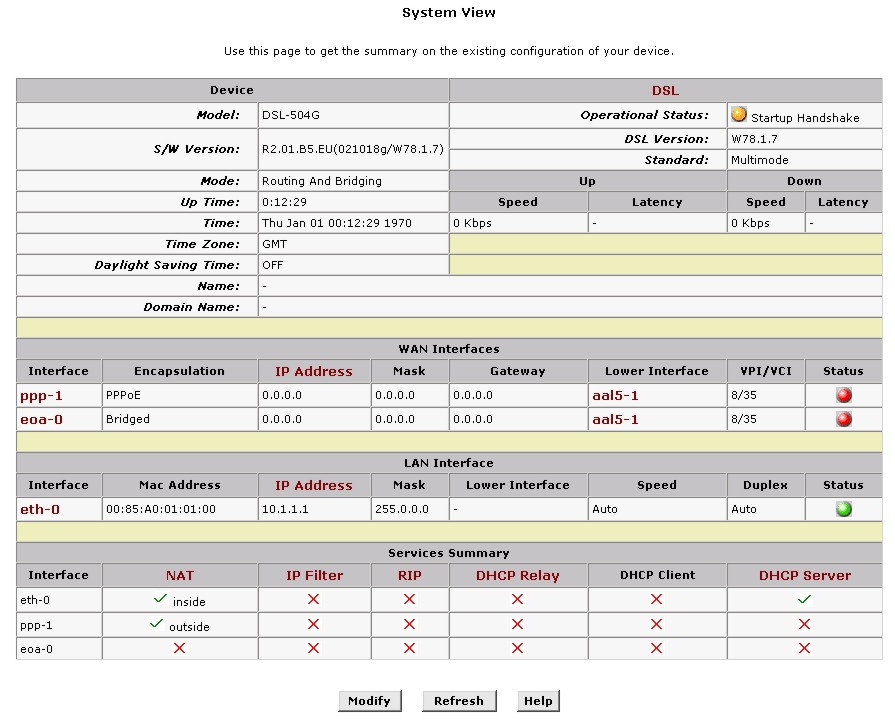 System View
Use this page to get the summary on the existing configuration of your device.
Device DSL
Model: DSL-504G Operational Status: Startup Handshake
S/W Version: R2.01.B5.EU(021018g/W78.1.7) DSL Version: W78.1.7
Standard: Multimode
Mode: Routing And Bridging Up Down
Up Time: 0:12:29 Speed Latency Speed Latency
Time: Thu Jan 01 00:12:29 1970 0 Kbps - 0 Kbps -
Time Zone: GMT
Daylight Saving Time: OFF
Name: -
Domain Name: -
WAN Interfaces
Interface Encapsulation IP Address Mask Gateway Lower Interface VPI/VCI Status
ppp-1 PPPoE 0.0.0.0 0.0.0.0 0.0.0.0 aal5-1 8/35
eoa-0 Bridged 0.0.0.0 0.0.0.0 0.0.0.0 aal5-1 8/35
LAN Interface
Interface Mac Address IP Address Mask Lower Interface Speed Duplex Status
eth-0 00:85:A0:01:01:00 10.1.1.1 255.0.0.0 - Auto Auto
Services Summary
Interface NAT IP Filter RIP DHCP Relay DHCP Client DHCP Server
eth-0 inside
ppp-1 outside
eoa-0
Modify Refresh Help